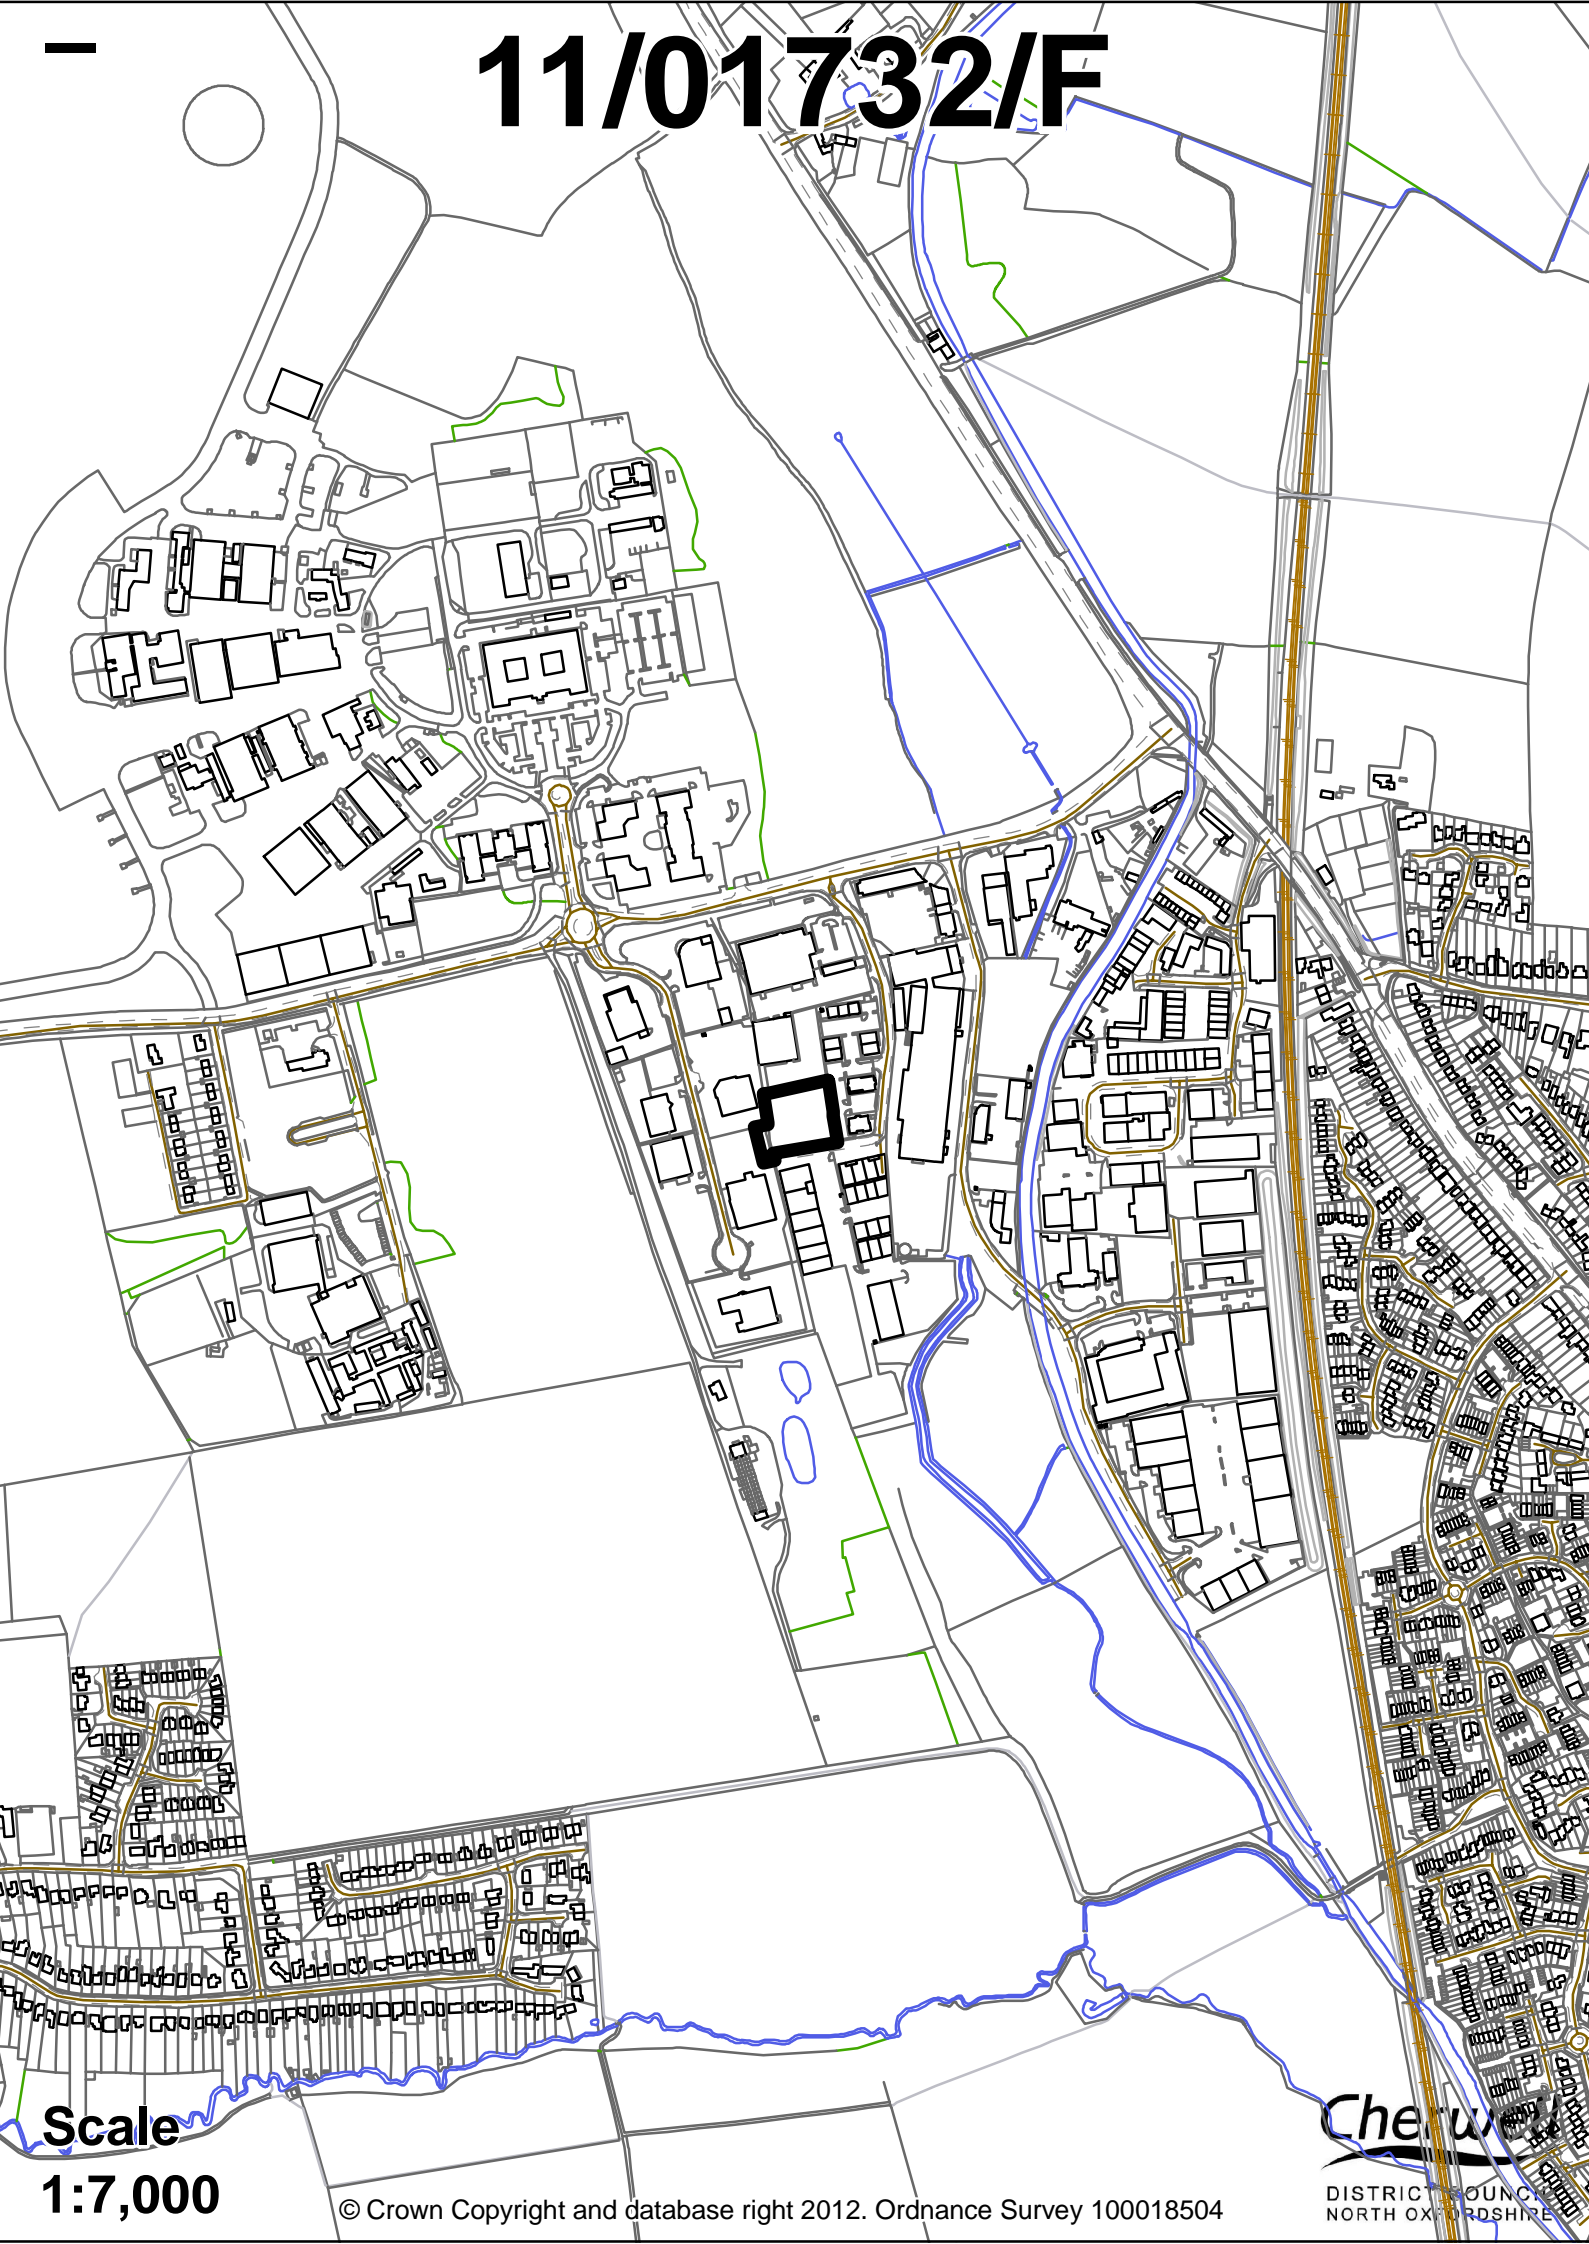 11/01732/F
Scale
1:7,000
© Crown Copyright and database right 2012. Ordnance Survey 100018504
Cherwell
DISTRICT COUNCIL
NORTH OXFORDSHIRE